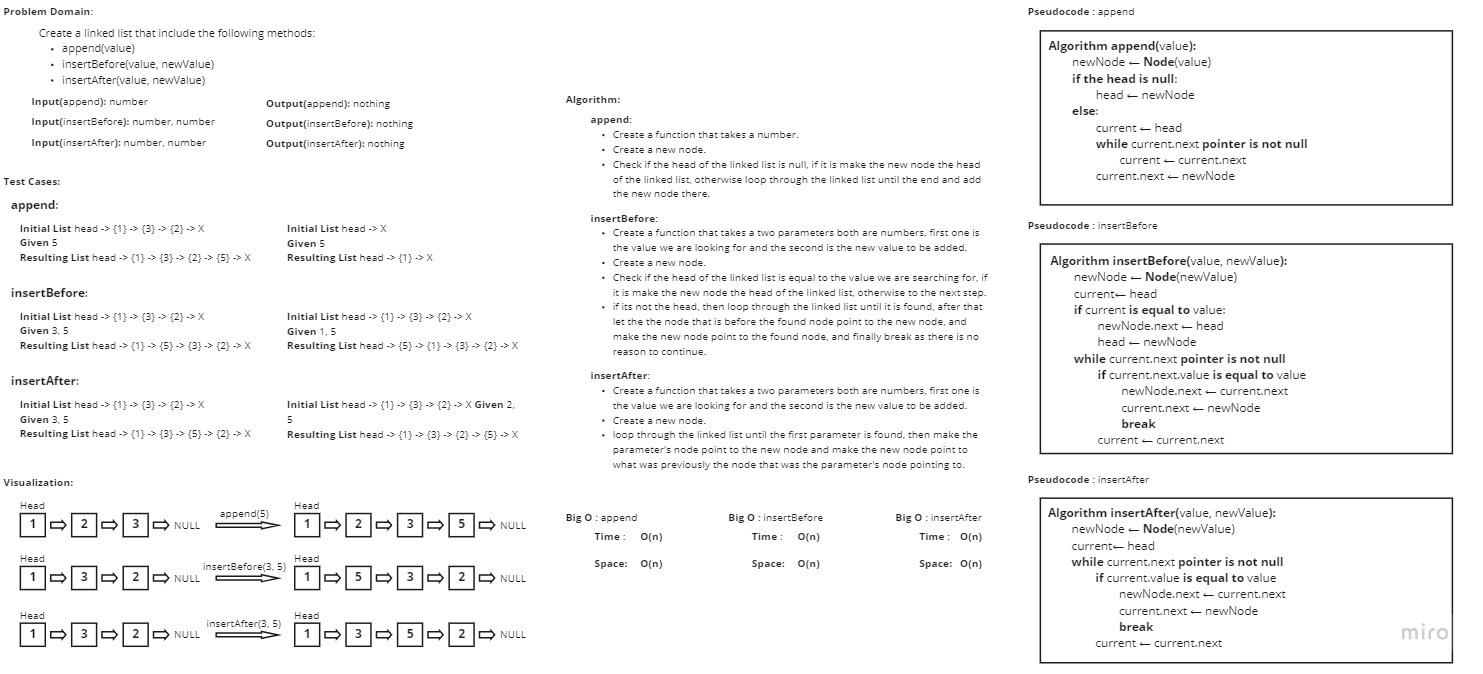 Problem Domain:
Create a linked list that include the following methods:
• append(value)
• insertBefore(value, newValue)
• insertAfter(value, newValue)
Input(append): number
Output(append): nothing
Input(insertBefore): number, number
Output(insertBefore): nothing
Input(insertAfter): number, number
Output(insertAfter): nothing
Test Cases:
append:
Initial List head -> {1} -> {3} -> {2} -> X
Given 5
Resulting List head -> {1} -> {3} -> {2} -> {5} -> X
Initial List head -> X
Given 5
Resulting List head -> {1} -> X
insertBefore:
Initial List head -> {1} -> {3} -> {2} -> X
Given 3, 5
Resulting List head -> {1} -> {5} -> {3} -> {2} -> X
Initial List head -> {1} -> {3} -> {2} -> X
Given 1, 5
Resulting List head -> {5} -> {1} -> {3} -> {2} -> X
insertAfter:
Initial List head -> {1} -> {3} -> {2} -> X
Given 3, 5
Resulting List head -> {1} -> {3} -> {5} -> {2} -> X
Initial List head -> {1} -> {3} -> {2} -> X Given 2,
5
Resulting List head -> {1} -> {3} -> {2} -> {5} -> X
Visualization:
Head
1 2 3 NULL
append(5)
Head
1 2 3 5 NULL
Head
1 3 2 NULL
insertBefore(3, 5)
Head
1 5 3 2 NULL
Head
1 3 2 NULL
insertAfter(3, 5)
Head
1 3 5 2 NULL
Algorithm:
append:
• Create a function that takes a number.
• Create a new node.
• Check if the head of the linked list is null, if it is make the new node the head
of the linked list, otherwise loop through the linked list until the end and add
the new node there.
insertBefore:
• Create a function that takes a two parameters both are numbers, first one is
the value we are looking for and the second is the new value to be added.
• Create a new node.
• Check if the head of the linked list is equal to the value we are searching for, if
it is make the new node the head of the linked list, otherwise to the next step.
• if its not the head, then loop through the linked list until it is found, after that
let the the node that is before the found node point to the new node, and
make the new node point to the found node, and finally break as there is no
reason to continue.
insertAfter:
• Create a function that takes a two parameters both are numbers, first one is
the value we are looking for and the second is the new value to be added.
• Create a new node.
• loop through the linked list until the first parameter is found, then make the
parameter's node point to the new node and make the new node point to
what was previously the node that was the parameter's node pointing to.
Big O : append
Time : O(n)
Space: O(n)
Big O : insertBefore
Time : O(n)
Space: O(n)
Big O : insertAfter
Time : O(n)
Space: O(n)
Pseudocode : append
Algorithm append(value):
newNode ← Node(value)
if the head is null:
head ← newNode
else:
current ← head
while current.next pointer is not null
current ← current.next
current.next ← newNode
Pseudocode : insertBefore
Algorithm insertBefore(value, newValue):
newNode ← Node(newValue)
current← head
if current is equal to value:
newNode.next ← head
head ← newNode
while current.next pointer is not null
if current.next.value is equal to value
newNode.next ← current.next
current.next ← newNode
break
current ← current.next
Pseudocode : insertAfter
Algorithm insertAfter(value, newValue):
newNode ← Node(newValue)
current← head
while current.next pointer is not null
if current.value is equal to value
newNode.next ← current.next
current.next ← newNode
break
current ← current.next
miro